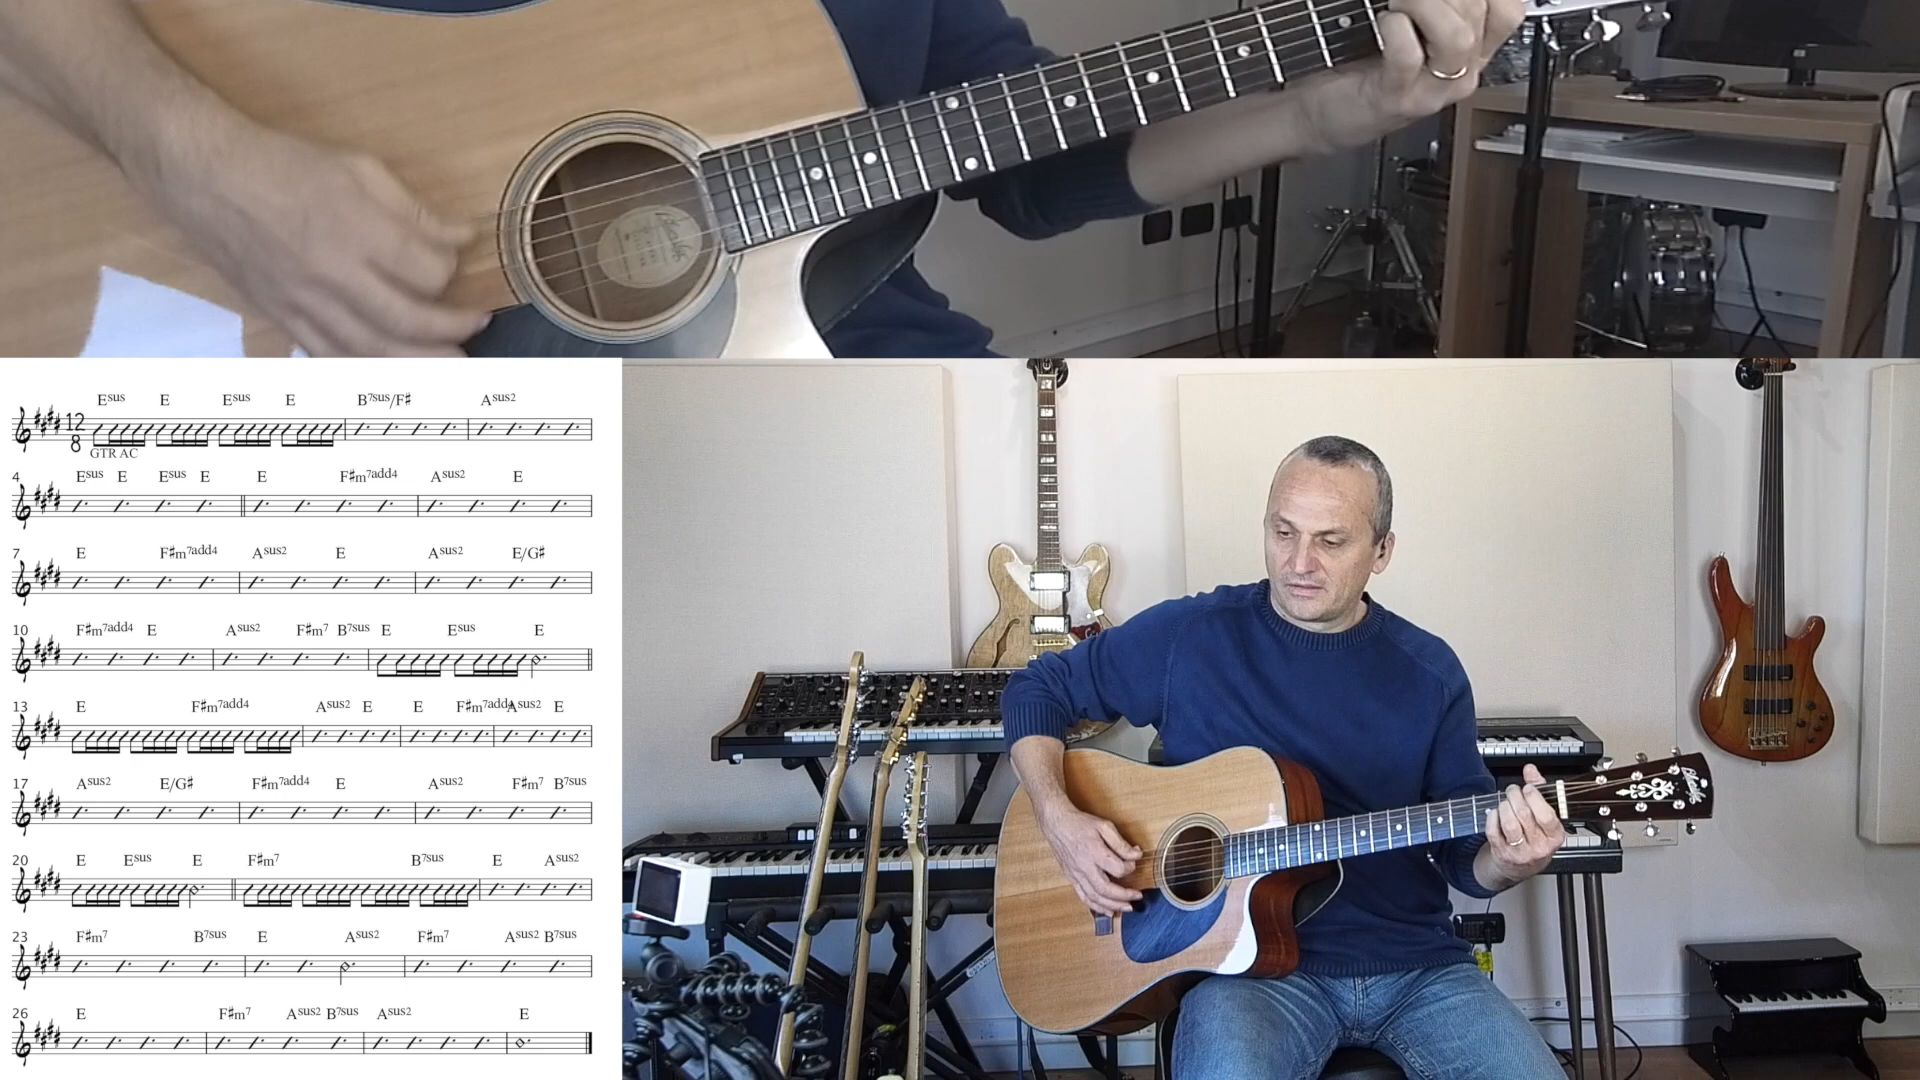 Esus E Esus E B7sus/F♯ Asus2
12
8
GTR AC
4 Esus E Esus E E F♯m7add4 Asus2 E
7 E F♯m7add4 Asus2 E Asus2 E/G♯
10 F♯m7add4 E Asus2 F♯m7 B7sus E Esus E
13 E F♯m7add4 Asus2 E E F♯m7add4 Asus2 E
17 Asus2 E/G♯ F♯m7add4 E Asus2 F♯m7 B7sus
20 E Esus E F♯m7 B7sus E Asus2
23 F♯m7 B7sus E Asus2 F♯m7 Asus2 B7sus
26 E F♯m7 Asus2 B7sus Asus2 E